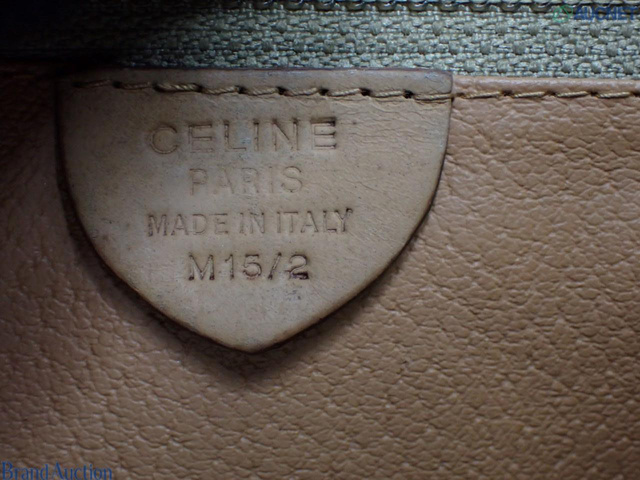 CELINE
PARIS
MADE IN ITALY
M15/2
Brand Auction